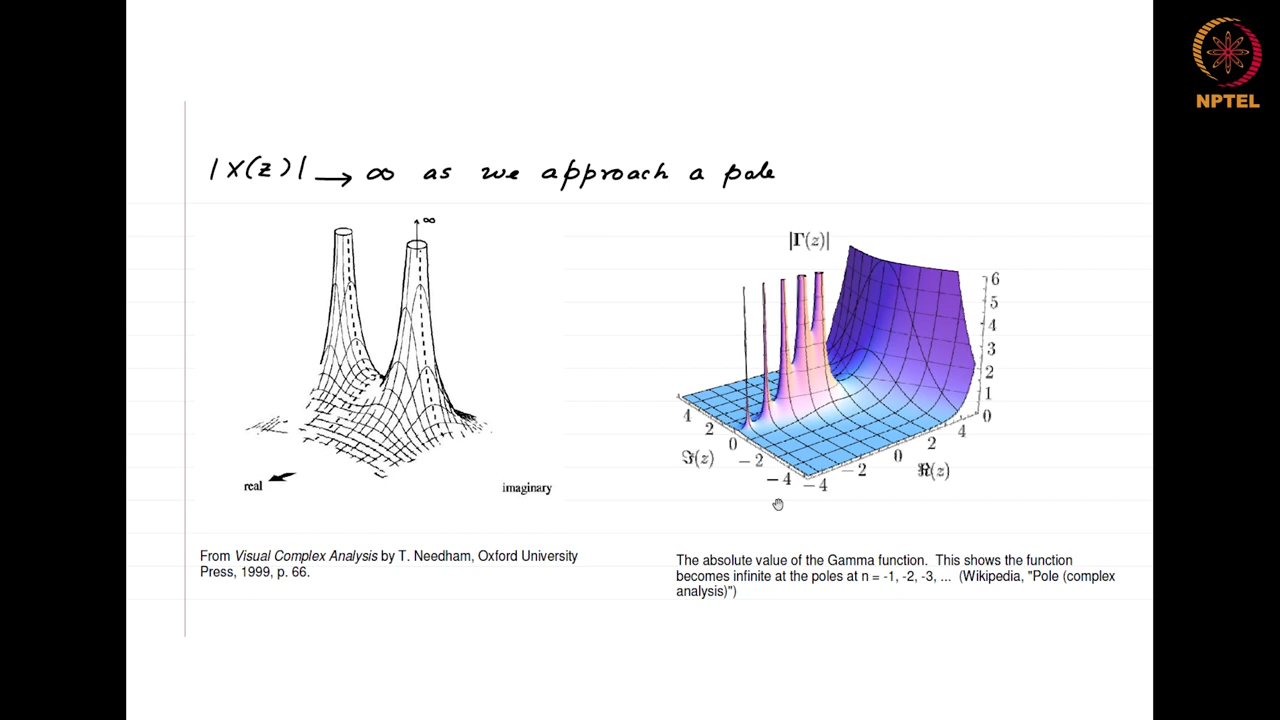 NPTEL
|X(z)| → ∞ as we approach a pole
∞
real
imaginary
|Γ(z)|
6
5
4
3
2
1
0
4
2
0
−2
−4
ℑ(z)
−4
−2
0
2
4
ℜ(z)
From Visual Complex Analysis by T. Needham, Oxford University
Press, 1999, p. 66.
The absolute value of the Gamma function. This shows the function
becomes infinite at the poles at n = -1, -2, -3, ... (Wikipedia, "Pole (complex
analysis)")